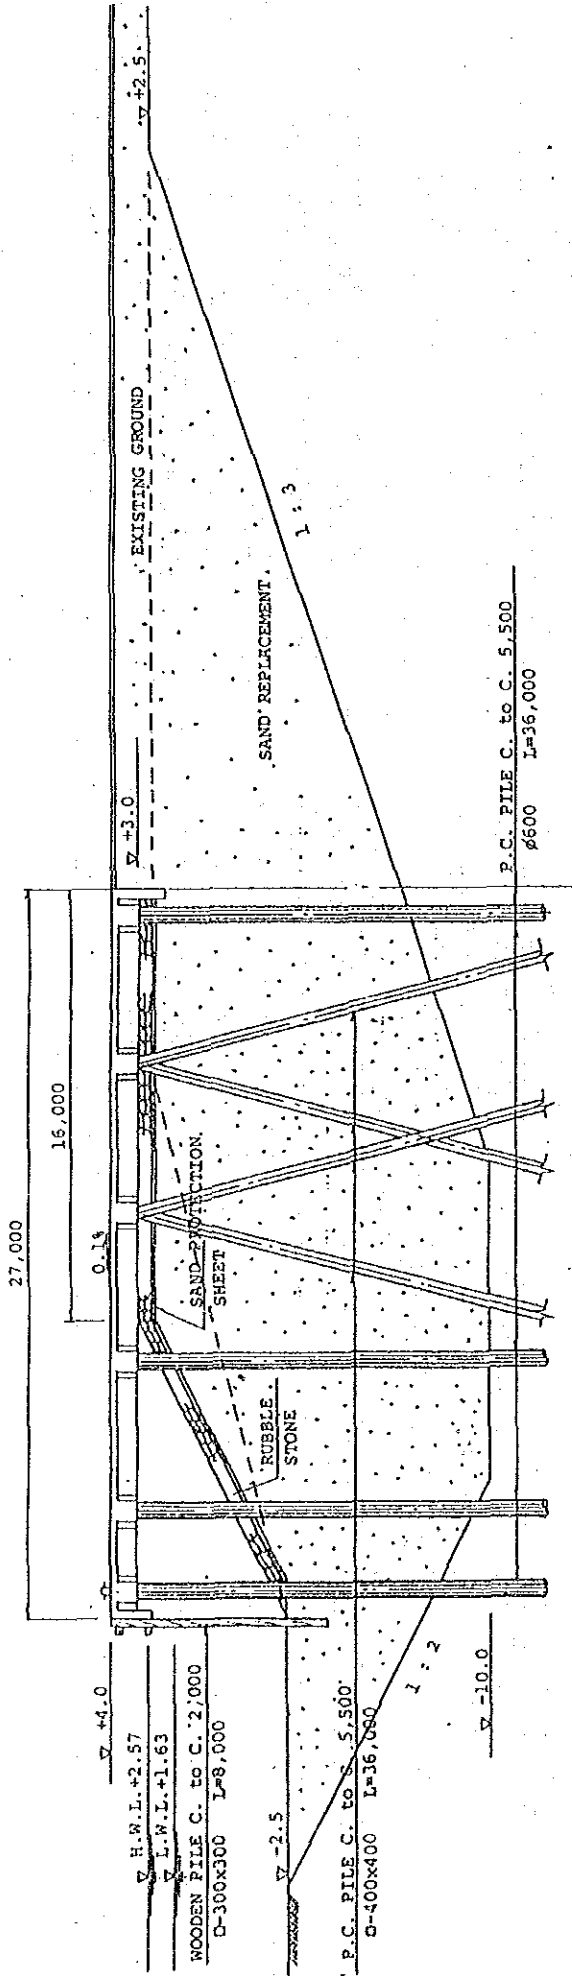 27,000
16,000
0.1%
▽ +4.0
▽ H.W.L.+2.57
▽ L.W.L.+1.63
WOODEN PILE C. to C. 2,000
□-300x300 L=8,000
▽ -2.5
P.C. PILE C. to C. 5,500
□-400x400 L=36,000
1 : 2
▽ -10.0
RUBBLE
STONE
SAND PROTECTION
SHEET
▽ +3.0
EXISTING GROUND
▽ +2.5
SAND REPLACEMENT
1 : 3
P.C. PILE C. to C. 5,500
ø600 L=36,000